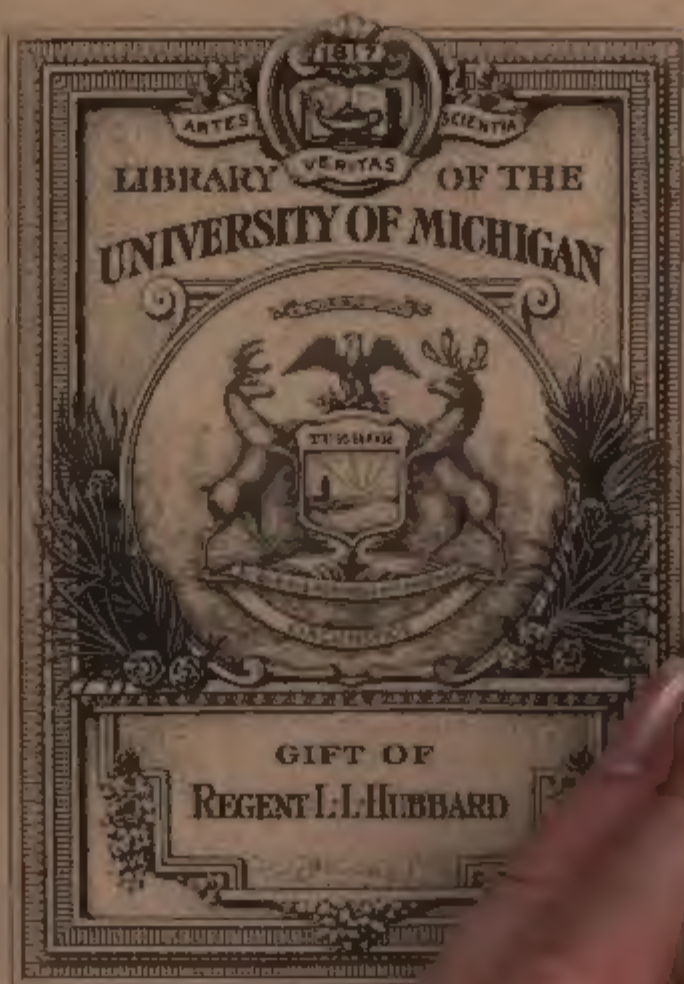 1817
ARTES SCIENTIA
VERITAS
LIBRARY OF THE
UNIVERSITY OF MICHIGAN
TUEBOR
GIFT OF
REGENT L·L·HUBBARD